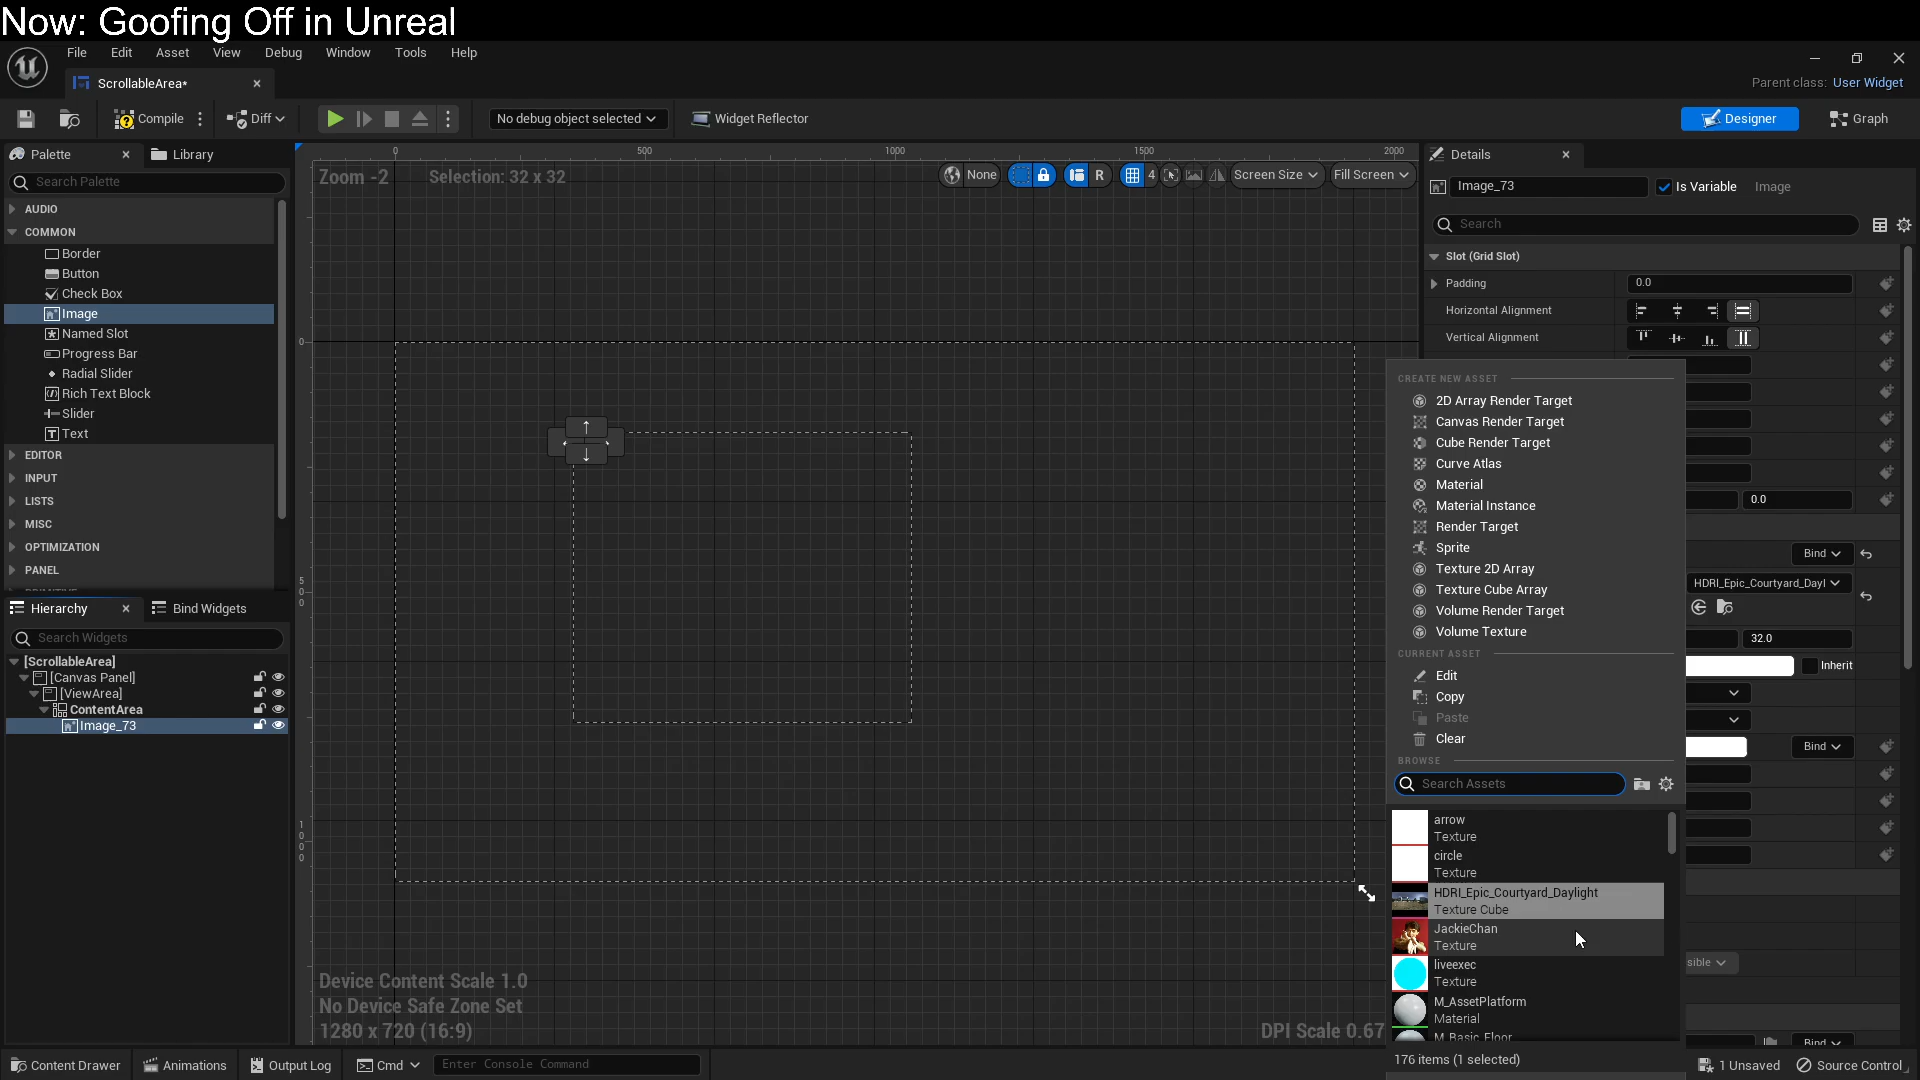 Now: Goofing Off in Unreal
File Edit Asset View Debug Window Tools Help
ScrollableArea*
Parent class: User Widget
Compile Diff No debug object selected Widget Reflector Designer Graph
Palette Library
Search Palette
AUDIO
COMMON
Border
Button
Check Box
Image
Named Slot
Progress Bar
Radial Slider
Rich Text Block
Slider
Text
EDITOR
INPUT
LISTS
MISC
OPTIMIZATION
PANEL
Hierarchy Bind Widgets
Search Widgets
[ScrollableArea]
[Canvas Panel]
[ViewArea]
ContentArea
Image_73
0 500 1000 1500 2000
Zoom -2 Selection: 32 x 32
None R 4 Screen Size Fill Screen
0
500
1000
Device Content Scale 1.0
No Device Safe Zone Set
1280 x 720 (16:9)
DPI Scale 0.67
Details
Image_73 Is Variable Image
Search
Slot (Grid Slot)
Padding 0.0
Horizontal Alignment
Vertical Alignment
0.0
Bind
HDRI_Epic_Courtyard_Dayl
32.0
Inherit
Bind
sible
Bind
CREATE NEW ASSET
2D Array Render Target
Canvas Render Target
Cube Render Target
Curve Atlas
Material
Material Instance
Render Target
Sprite
Texture 2D Array
Texture Cube Array
Volume Render Target
Volume Texture
CURRENT ASSET
Edit
Copy
Paste
Clear
BROWSE
Search Assets
arrow
Texture
circle
Texture
HDRI_Epic_Courtyard_Daylight
Texture Cube
JackieChan
Texture
liveexec
Texture
M_AssetPlatform
Material
M_Basic_Floor
176 items (1 selected)
Content Drawer Animations Output Log Cmd Enter Console Command
1 Unsaved Source Control